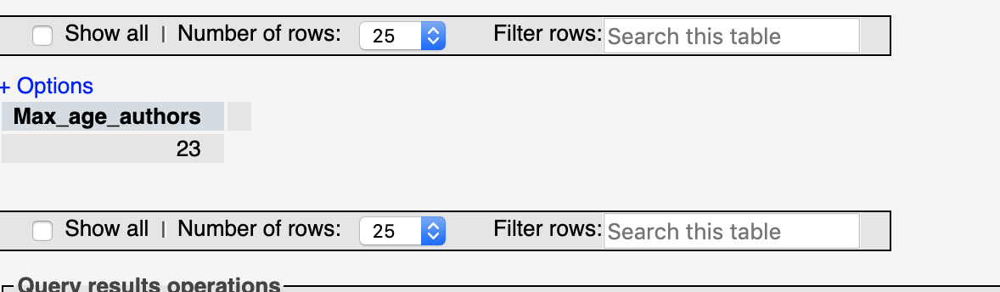 Show all | Number of rows: 25 Filter rows: Search this table
+ Options
Max_age_authors
23
Show all | Number of rows: 25 Filter rows: Search this table
Query results operations